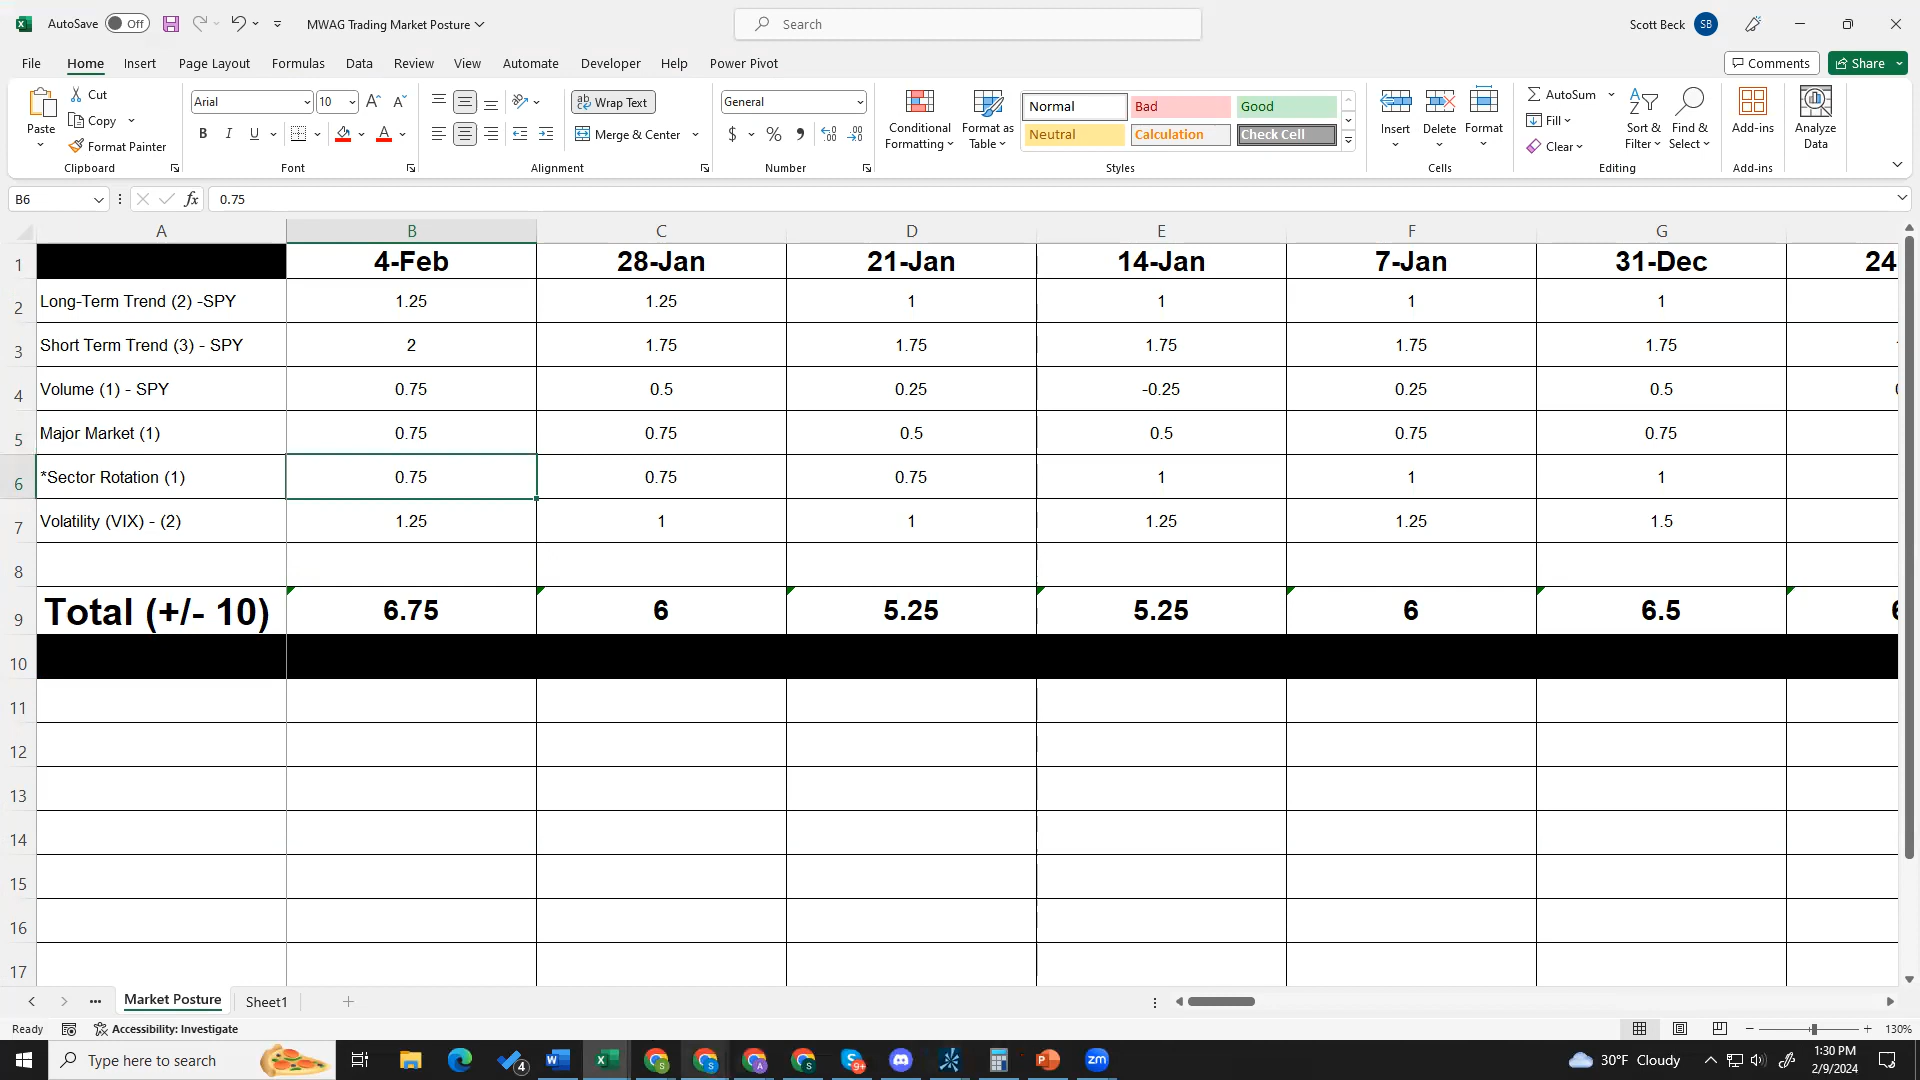 AutoSave Off MWAG Trading Market Posture Search Scott Beck SB
File Home Insert Page Layout Formulas Data Review View Automate Developer Help Power Pivot Comments Share
Paste Cut Copy Format Painter Clipboard
Arial 10 B I U A Font
Wrap Text Merge & Center Alignment
General $ % Number
Conditional Formatting Format as Table Normal Bad Good Neutral Calculation Check Cell Styles
Insert Delete Format Cells
AutoSum Fill Clear Sort & Filter Find & Select Editing
Add-ins Add-ins
Analyze Data
B6 fx 0.75
A B C D E F G
1 4-Feb 28-Jan 21-Jan 14-Jan 7-Jan 31-Dec 24
2 Long-Term Trend (2) -SPY 1.25 1.25 1 1 1 1
3 Short Term Trend (3) - SPY 2 1.75 1.75 1.75 1.75 1.75
4 Volume (1) - SPY 0.75 0.5 0.25 -0.25 0.25 0.5
5 Major Market (1) 0.75 0.75 0.5 0.5 0.75 0.75
6 *Sector Rotation (1) 0.75 0.75 0.75 1 1 1
7 Volatility (VIX) - (2) 1.25 1 1 1.25 1.25 1.5
8
9 Total (+/- 10) 6.75 6 5.25 5.25 6 6.5
10
11
12
13
14
15
16
17
Market Posture Sheet1
Ready Accessibility: Investigate 130%
Type here to search 4 9+ zm 30°F Cloudy 1:30 PM
2/9/2024